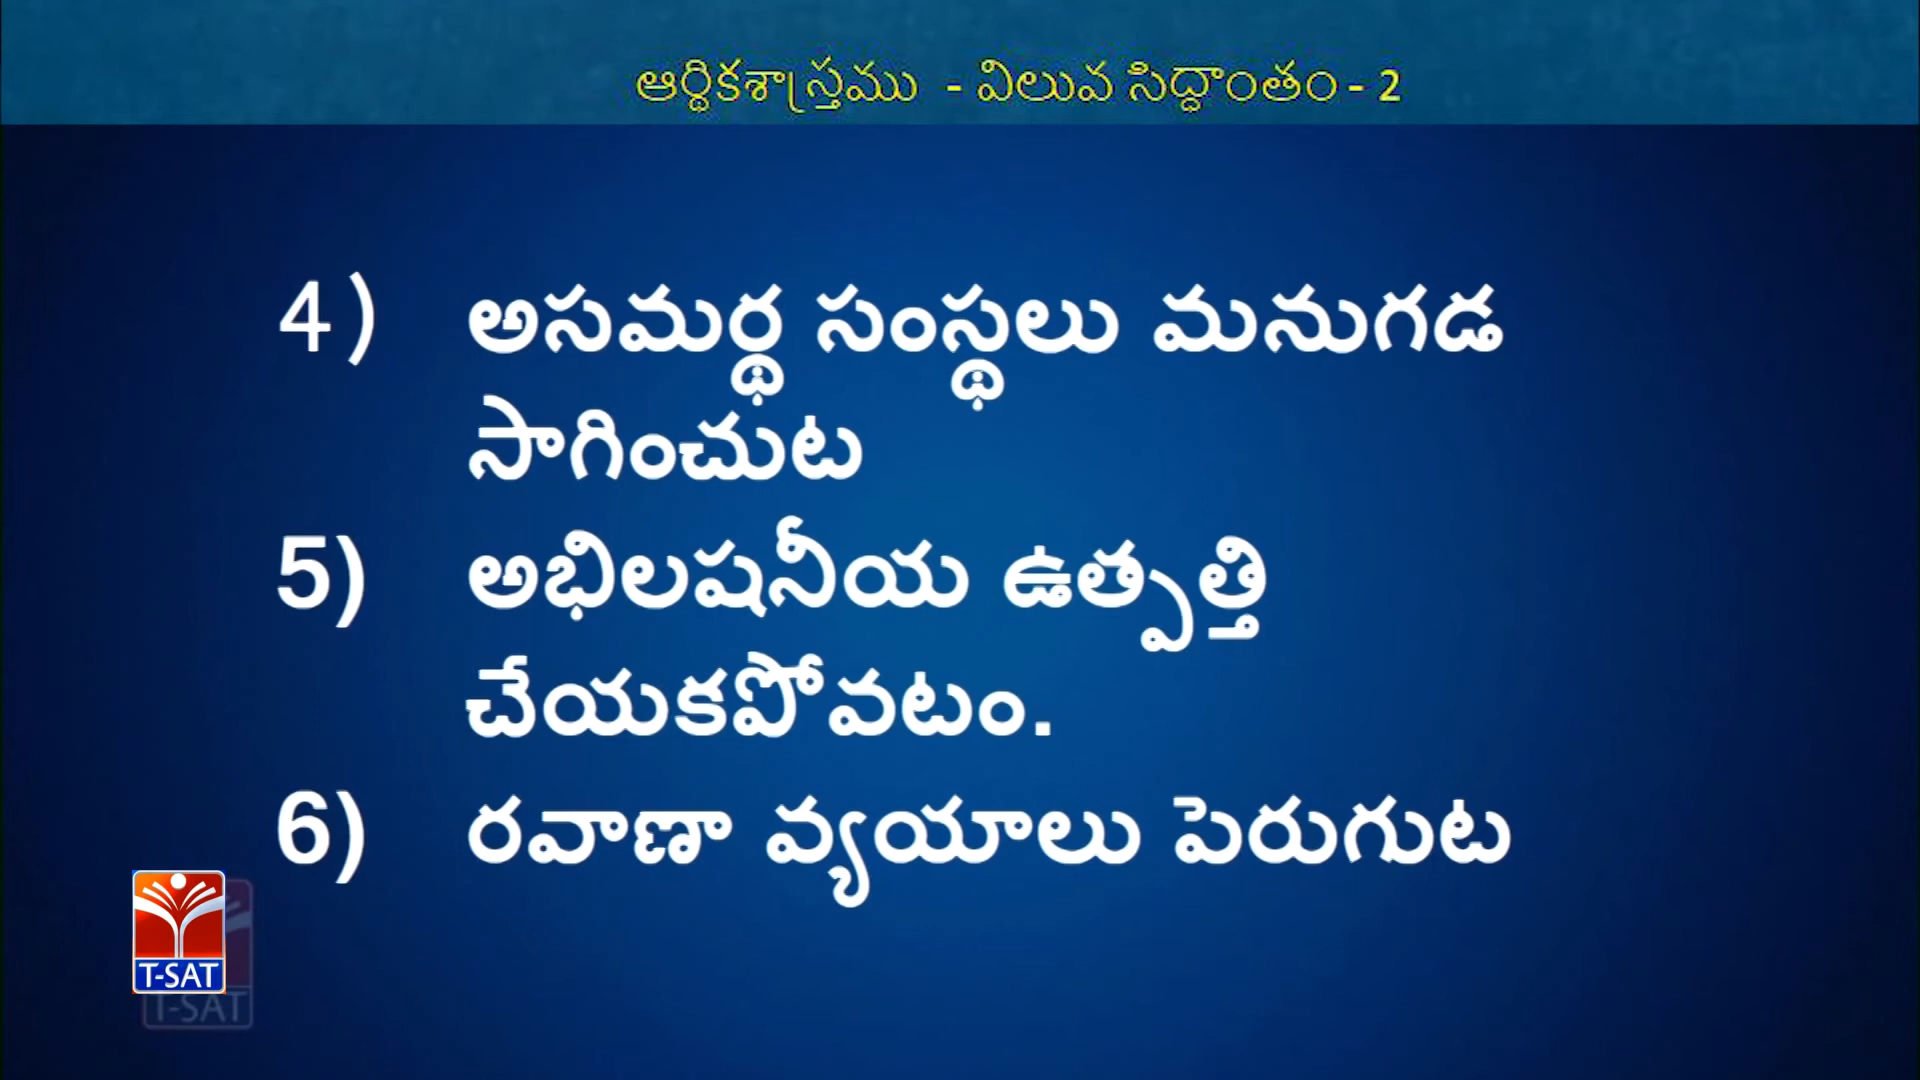 ఆర్థికశాస్త్రము - విలువ సిద్ధాంతం - 2
4) అసమర్థ సంస్థలు మనుగడ
సాగించుట
5) అభిలషనీయ ఉత్పత్తి
చేయకపోవటం.
6) రవాణా వ్యయాలు పెరుగుట
T-SAT
T-SAT